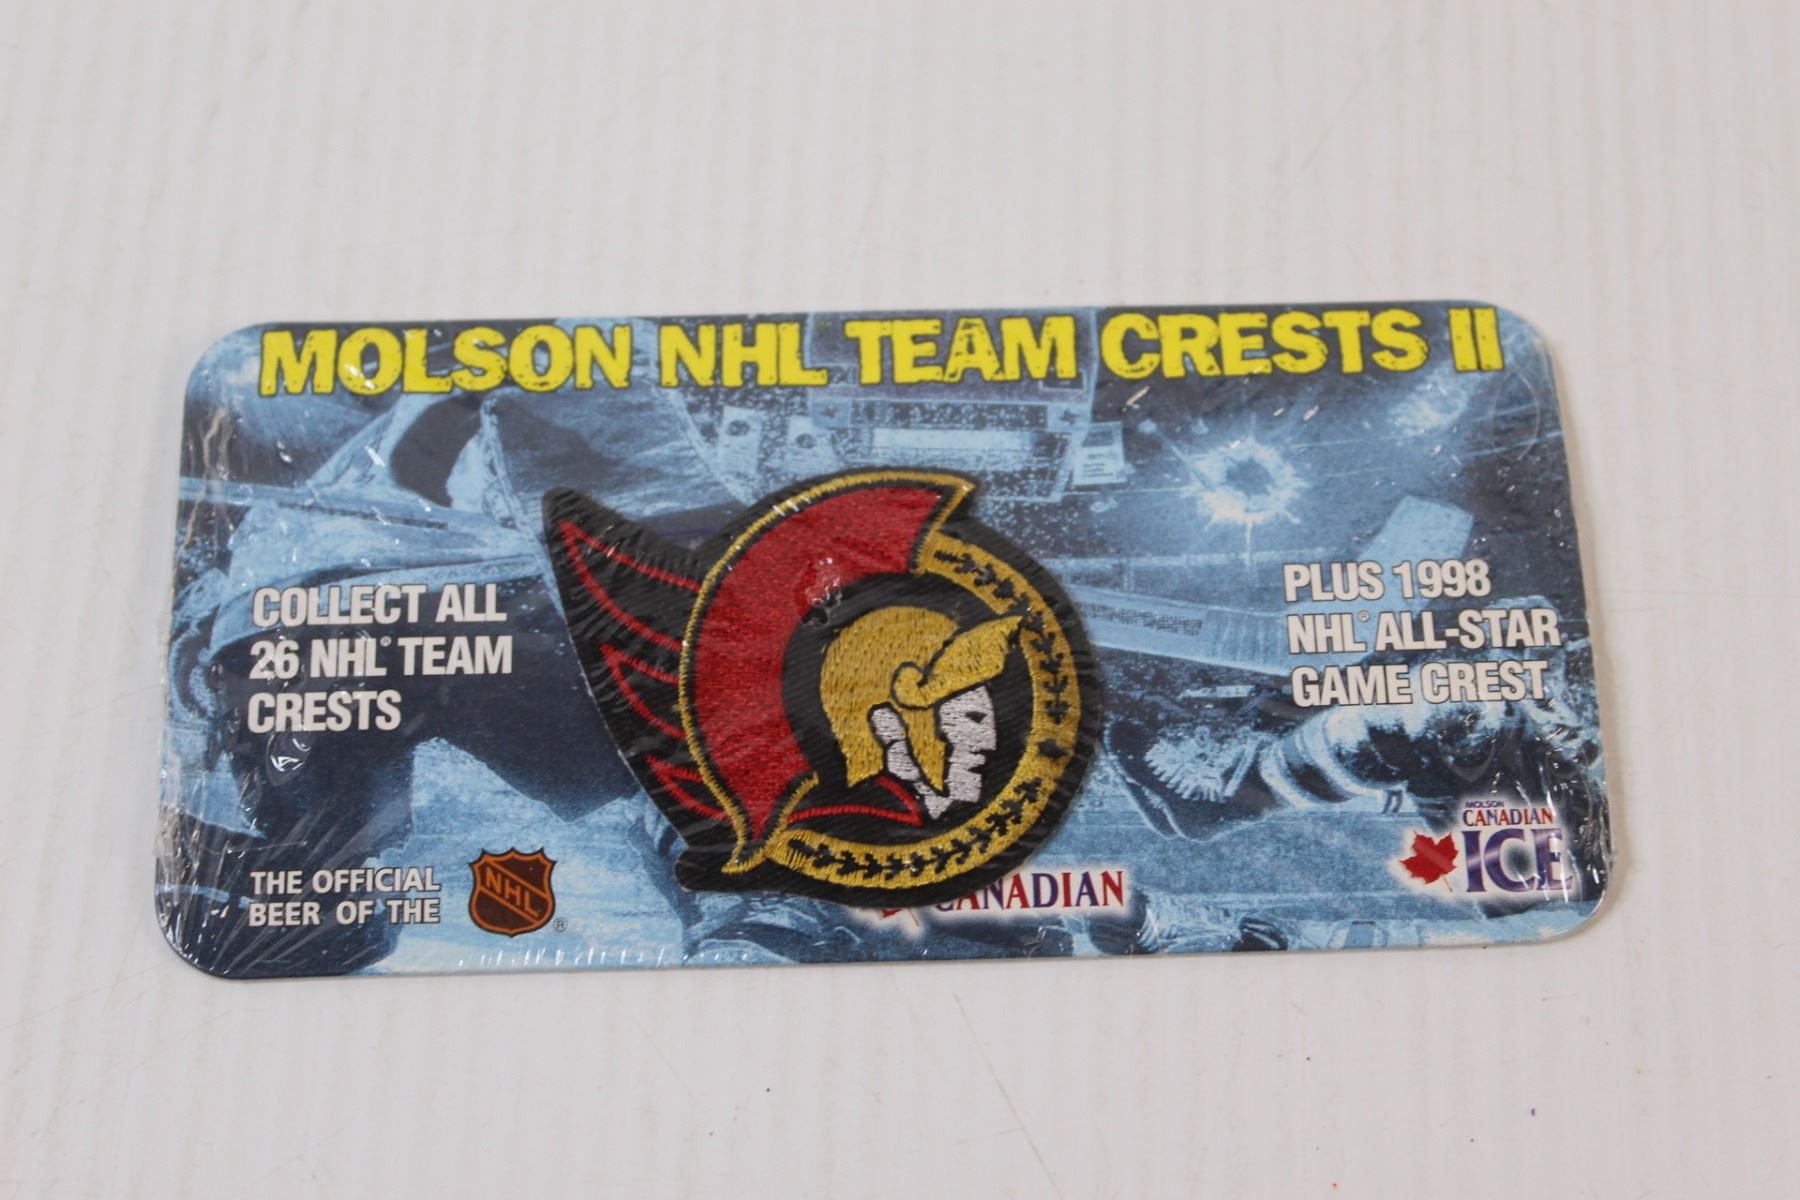 MOLSON NHL TEAM CRESTS II
COLLECT ALL
26 NHL® TEAM
CRESTS
PLUS 1998
NHL® ALL-STAR
GAME CREST
THE OFFICIAL
BEER OF THE
NHL ®
CANADIAN
MOLSON
CANADIAN
ICE